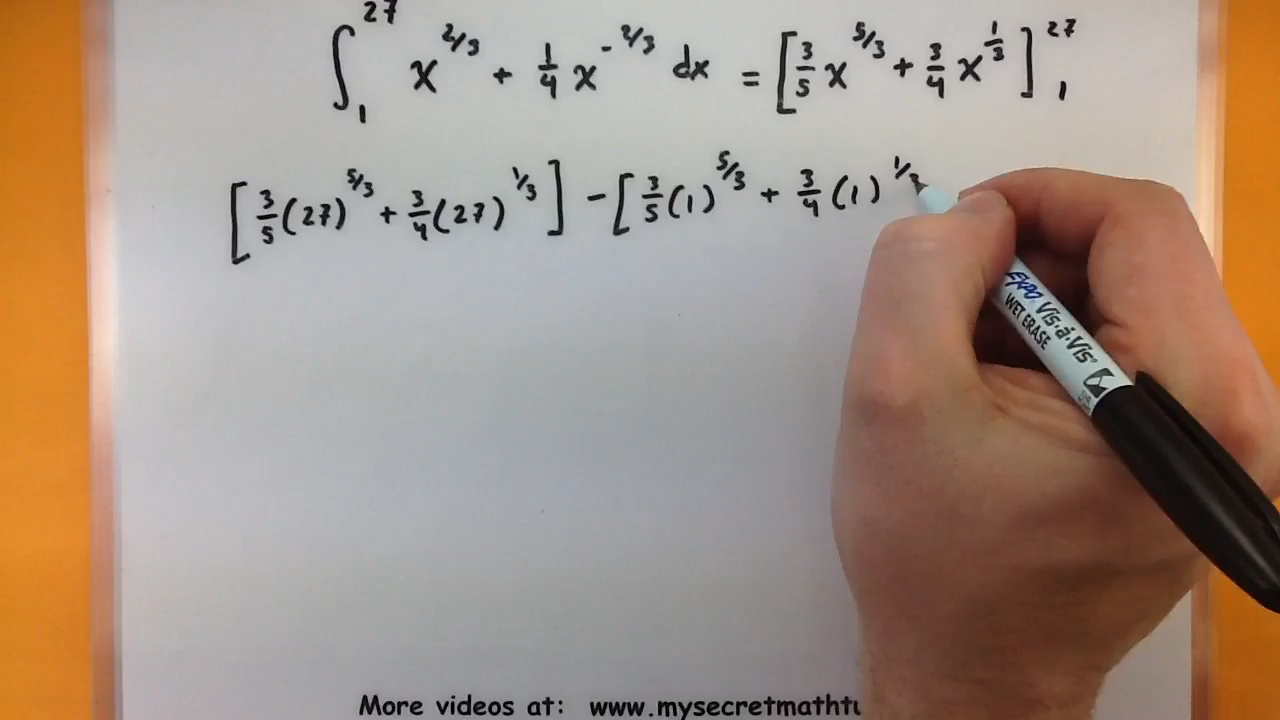 ∫₁²⁷ x^(2/3) + 1/4 x^(-2/3) dx = [3/5 x^(5/3) + 3/4 x^(1/3)]₁²⁷
[3/5 (27)^(5/3) + 3/4 (27)^(1/3)] - [3/5 (1)^(5/3) + 3/4 (1)^(1/3)
EXPO Vis-à-Vis®
WET ERASE
More videos at: www.mysecretmathtu